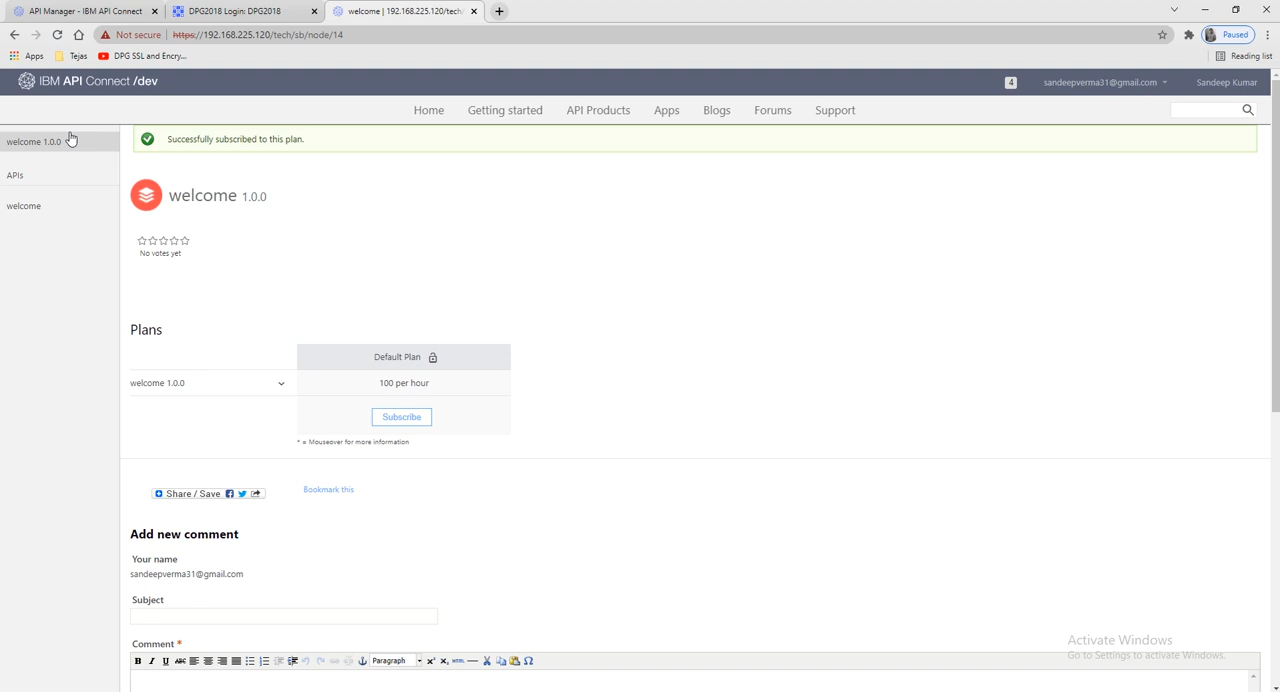 API Manager - IBM API Connect
DPG2018 Login: DPG2018
welcome | 192.168.225.120/tech
Not secure
https://192.168.225.120/tech/sb/node/14
Paused
Apps
Tejas
DPG SSL and Encry...
Reading list
IBM API Connect /dev
4
sandeepverma31@gmail.com
Sandeep Kumar
Home
Getting started
API Products
Apps
Blogs
Forums
Support
welcome 1.0.0
APIs
welcome
Successfully subscribed to this plan.
welcome 1.0.0
No votes yet
Plans
Default Plan
welcome 1.0.0
100 per hour
Subscribe
* = Mouseover for more information
Share / Save
Bookmark this
Add new comment
Your name
sandeepverma31@gmail.com
Subject
Comment *
B I U ABC
Paragraph
HTML
Activate Windows
Go to Settings to activate Windows.